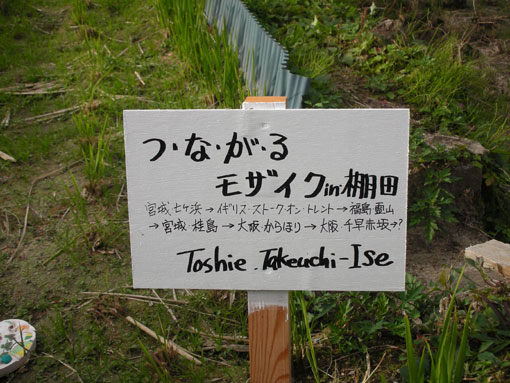 つ・な・が・る
モザイクin棚田
宮城・七ヶ浜→イギリス・ストーク・オン・トレント→福島・霊山
→宮城・桂島→大阪・からほり→大阪・千早赤坂→?
Toshie.Takeuchi-Ise